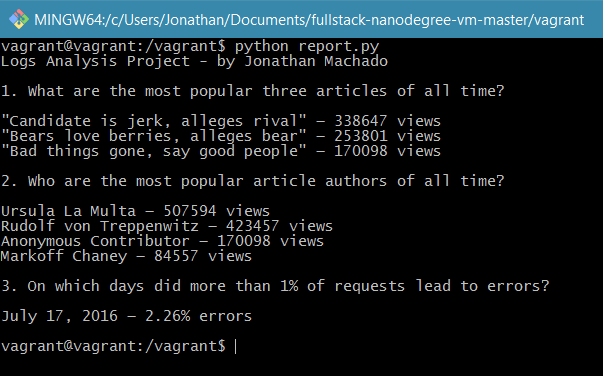 MINGW64:/c/Users/Jonathan/Documents/fullstack-nanodegree-vm-master/vagrant
vagrant@vagrant:/vagrant$ python report.py
Logs Analysis Project - by Jonathan Machado
1. What are the most popular three articles of all time?
"Candidate is jerk, alleges rival" — 338647 views
"Bears love berries, alleges bear" — 253801 views
"Bad things gone, say good people" — 170098 views
2. Who are the most popular article authors of all time?
Ursula La Multa — 507594 views
Rudolf von Treppenwitz — 423457 views
Anonymous Contributor — 170098 views
Markoff Chaney — 84557 views
3. On which days did more than 1% of requests lead to errors?
July 17, 2016 — 2.26% errors
vagrant@vagrant:/vagrant$